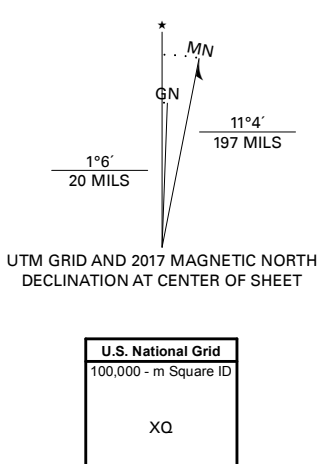 ★
MN
GN
11°4´
197 MILS
1°6´
20 MILS
UTM GRID AND 2017 MAGNETIC NORTH
DECLINATION AT CENTER OF SHEET
U.S. National Grid
100,000 - m Square ID
XQ